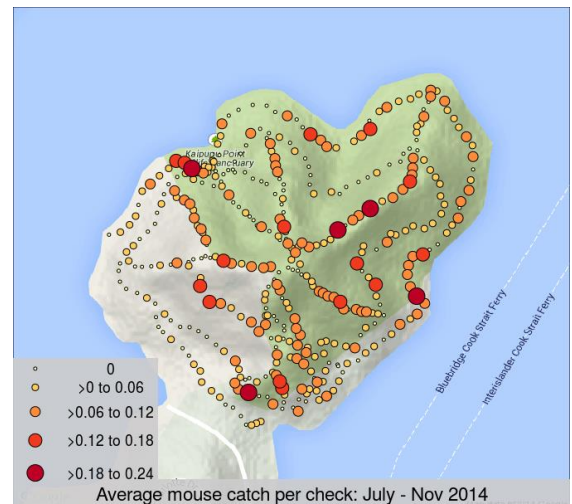 Kaipupu Point
Sanctuary
Bluebridge Cook Strait Ferry
Interislander Cook Strait Ferry
0
>0 to 0.06
>0.06 to 0.12
>0.12 to 0.18
>0.18 to 0.24
Average mouse catch per check: July - Nov 2014